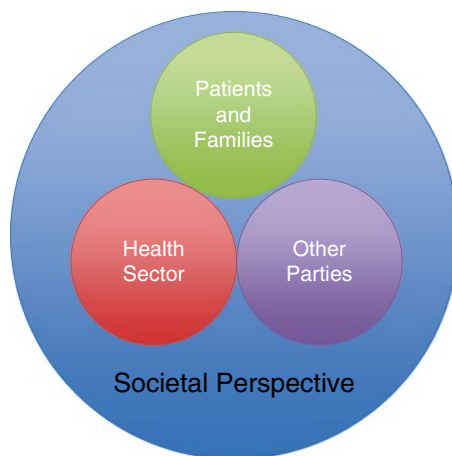 Patients
and
Families
Health
Sector
Other
Parties
Societal Perspective